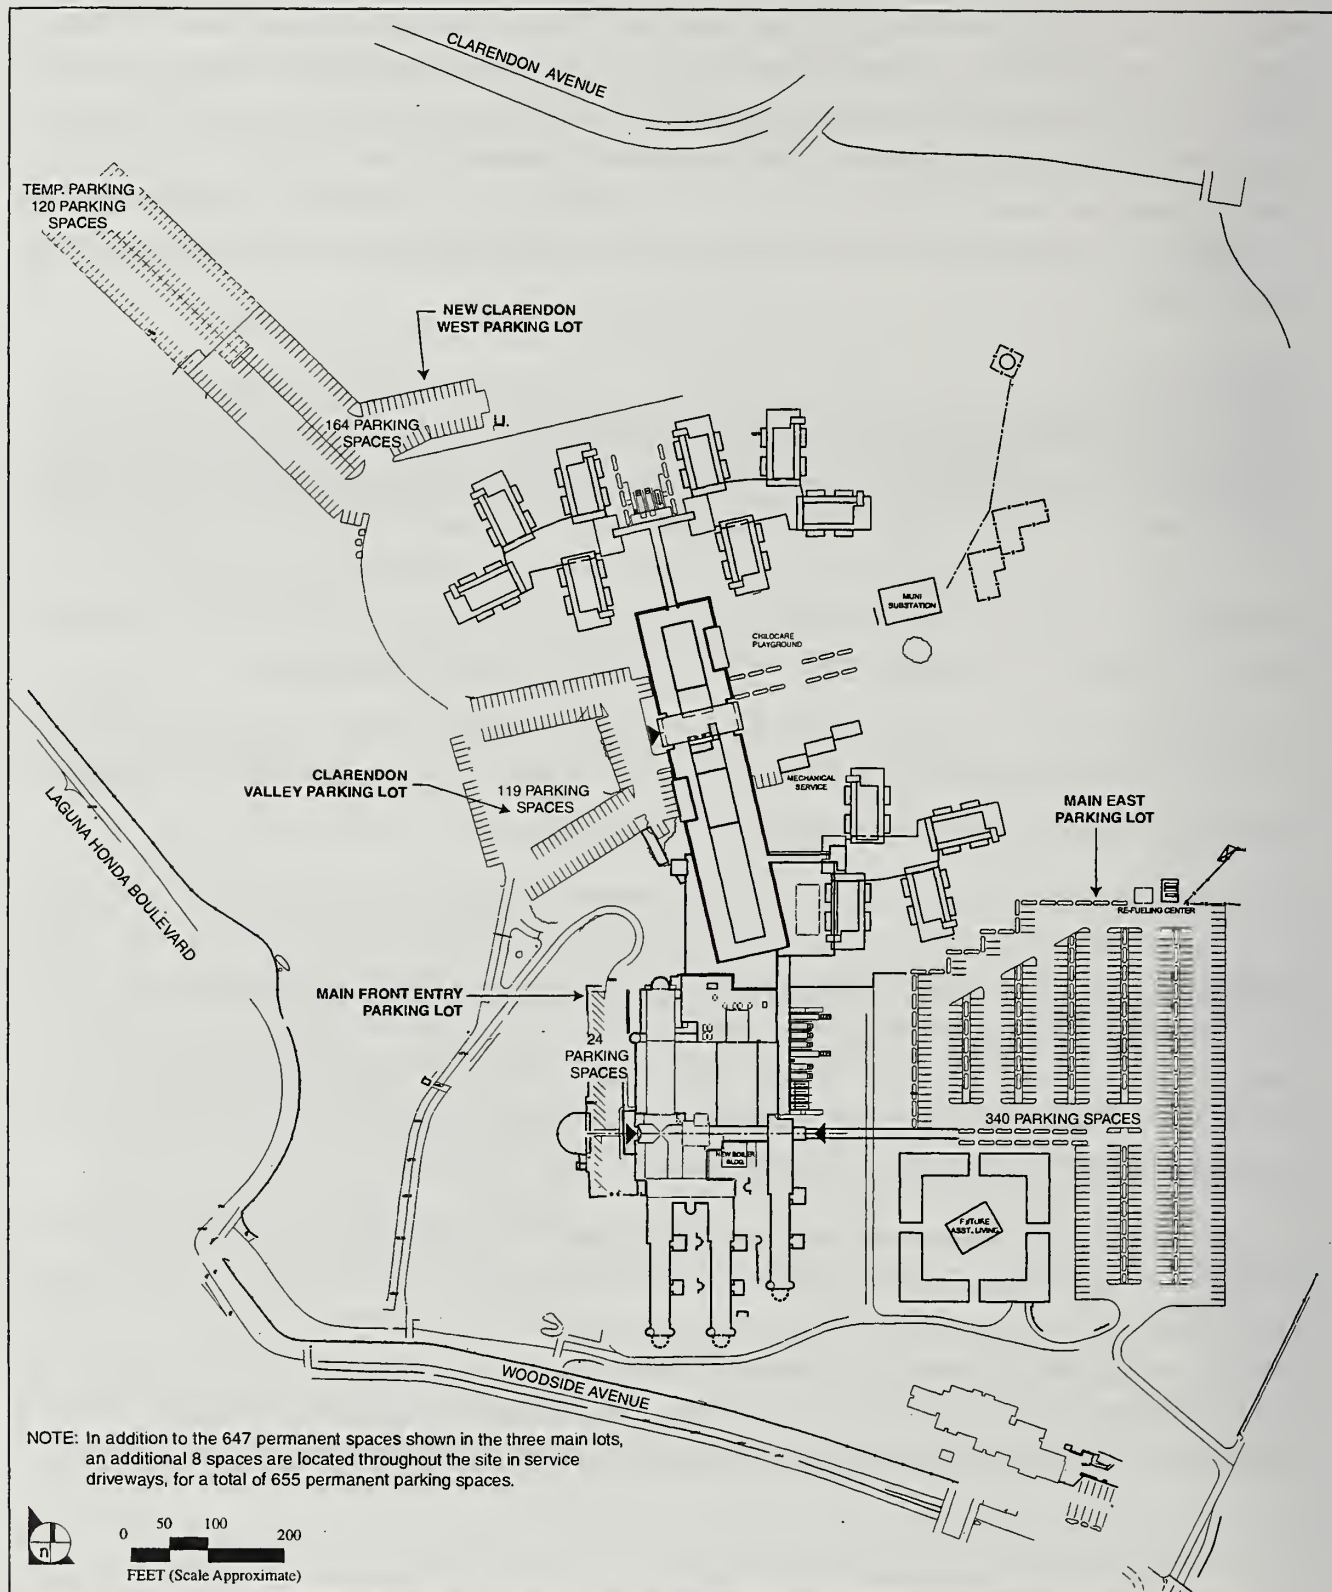 CLARENDON AVENUE
TEMP. PARKING
120 PARKING
SPACES
NEW CLARENDON
WEST PARKING LOT
164 PARKING
SPACES
MUNI
SUBSTATION
CHILDCARE
PLAYGROUND
CLARENDON
VALLEY PARKING LOT
119 PARKING
SPACES
MECHANICAL
SERVICE
MAIN EAST
PARKING LOT
LAGUNA HONDA BOULEVARD
RE-FUELING CENTER
MAIN FRONT ENTRY
PARKING LOT
24
PARKING
SPACES
340 PARKING SPACES
NEW BOILER
BLDG.
FUTURE
ASST. LIVING
WOODSIDE AVENUE
NOTE: In addition to the 647 permanent spaces shown in the three main lots,
an additional 8 spaces are located throughout the site in service
driveways, for a total of 655 permanent parking spaces.
n
0 50 100 200
FEET (Scale Approximate)